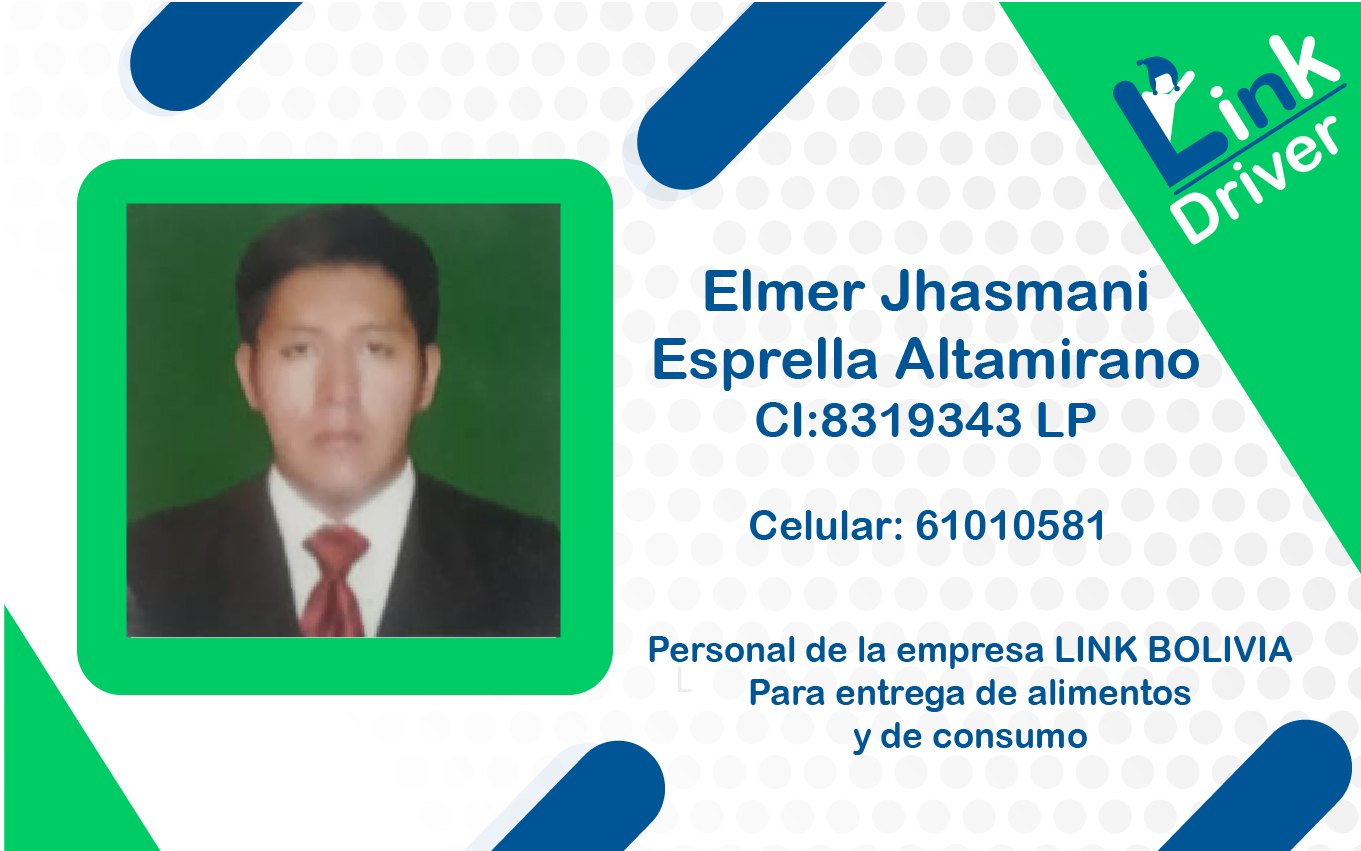 Link
Driver
Elmer Jhasmani
Esprella Altamirano
CI:8319343 LP
Celular: 61010581
Personal de la empresa LINK BOLIVIA
L
Para entrega de alimentos
y de consumo